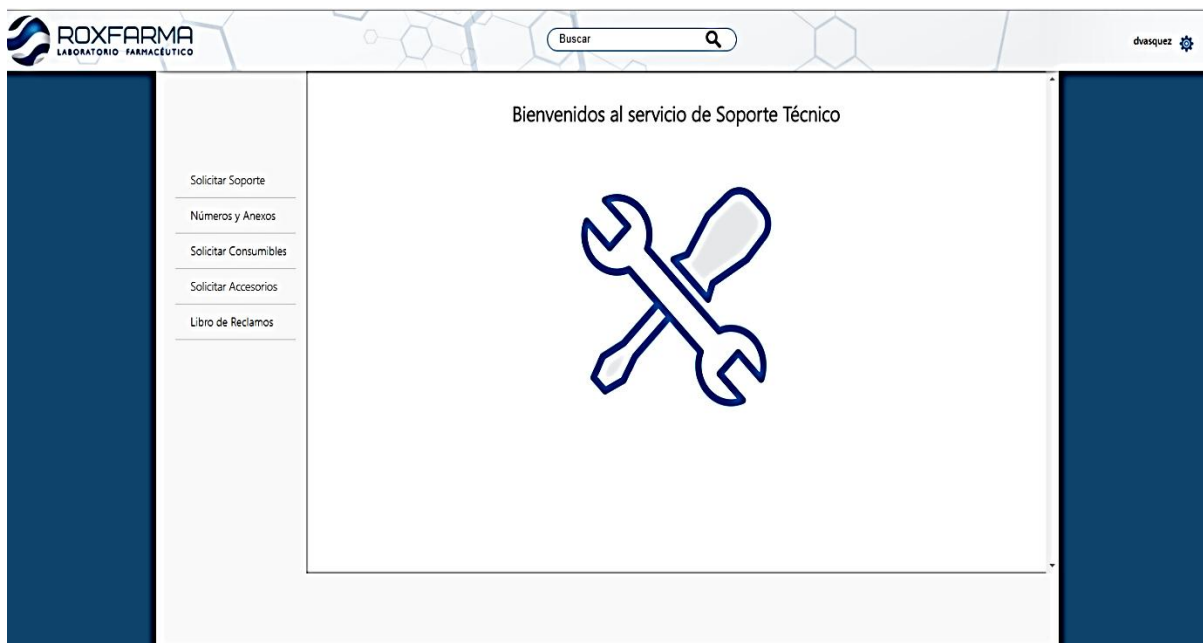 ROXFARMA
LABORATORIO FARMACÉUTICO
Buscar
dvasquez
Bienvenidos al servicio de Soporte Técnico
Solicitar Soporte
Números y Anexos
Solicitar Consumibles
Solicitar Accesorios
Libro de Reclamos